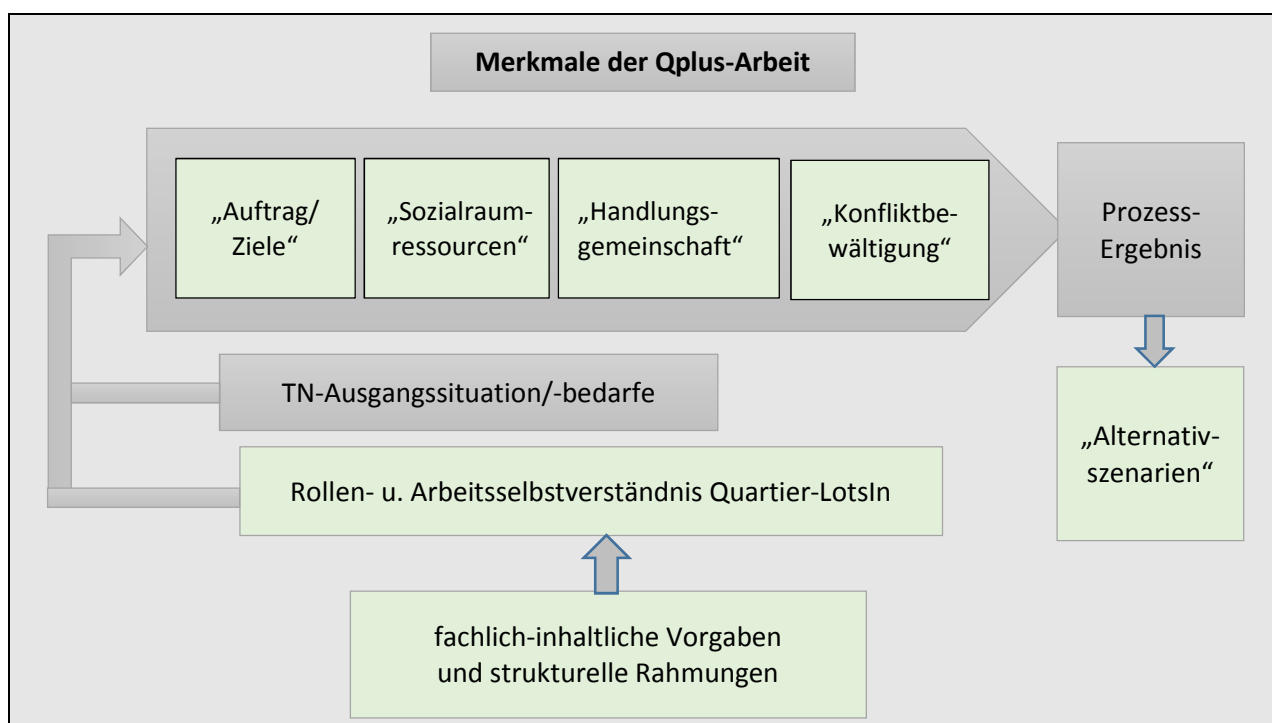 Merkmale der Qplus-Arbeit
„Auftrag/
Ziele“
„Sozialraum-
ressourcen“
„Handlungs-
gemeinschaft“
„Konfliktbe-
wältigung“
Prozess-
Ergebnis
TN-Ausgangssituation/-bedarfe
„Alternativ-
szenarien“
Rollen- u. Arbeitsselbstverständnis Quartier-LotsIn
fachlich-inhaltliche Vorgaben
und strukturelle Rahmungen